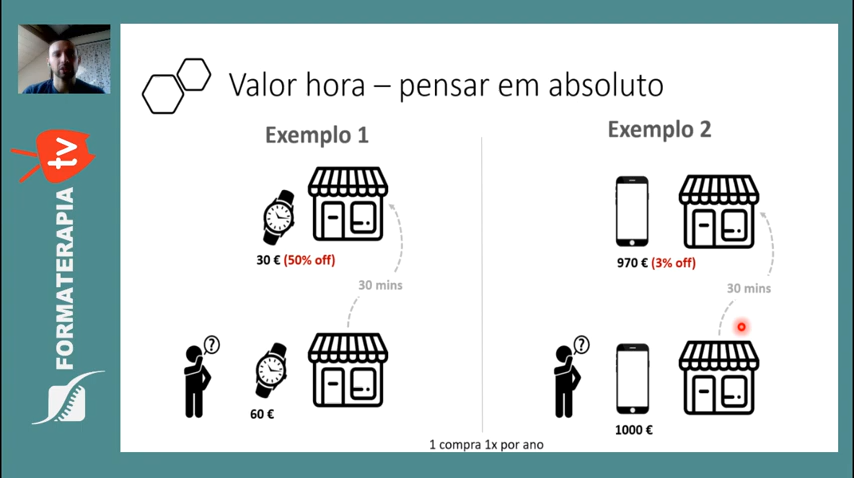 Valor hora – pensar em absoluto
Exemplo 1
30 € (50% off)
30 mins
?
60 €
Exemplo 2
970 € (3% off)
30 mins
?
1000 €
1 compra 1x por ano
FORMATERAPIA tv